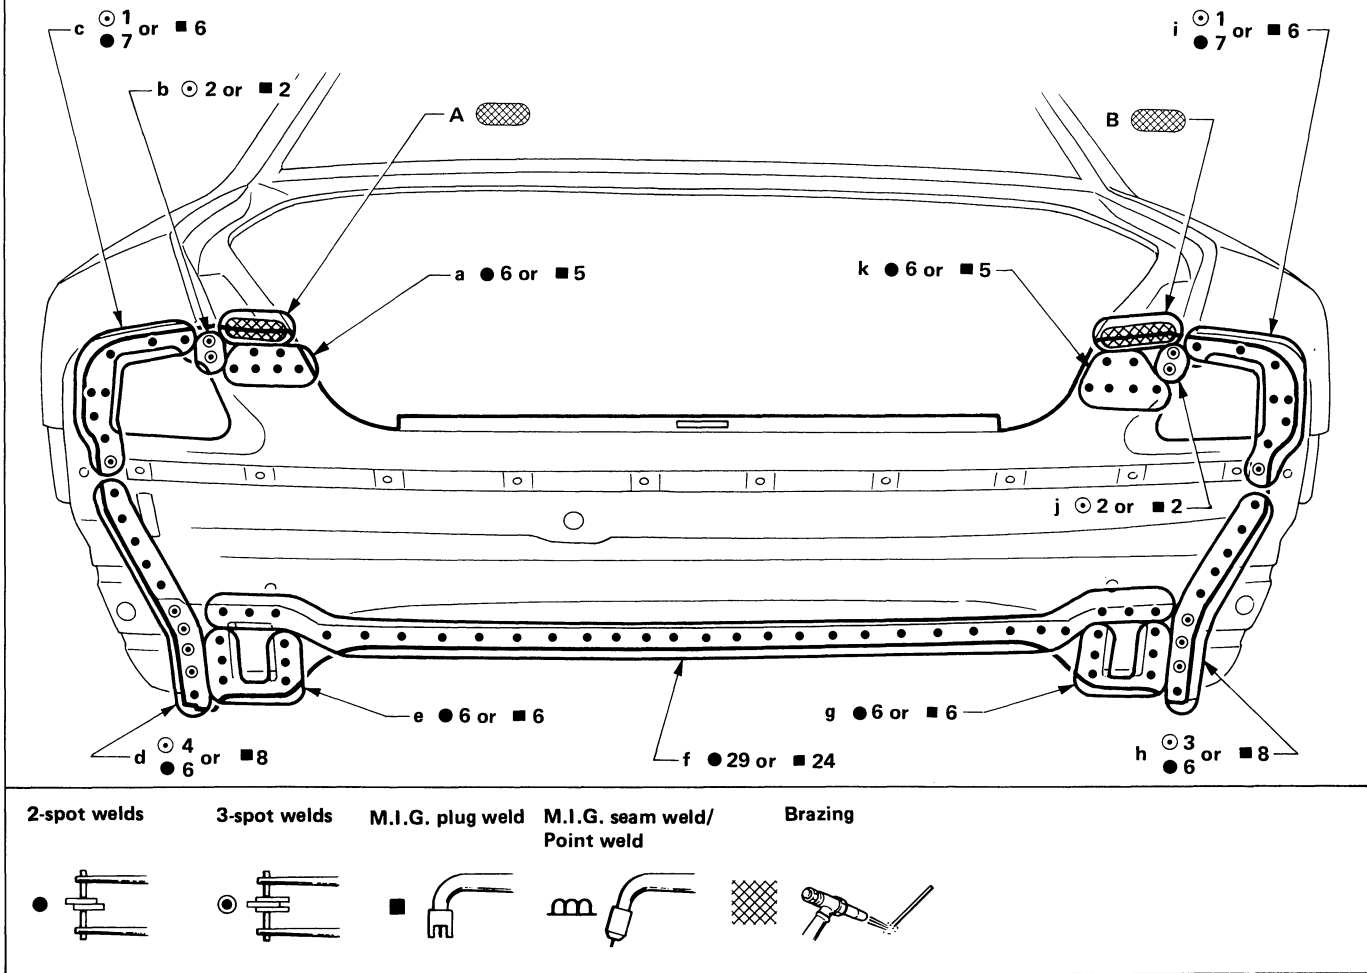 c ⊙ 1 ● 7 or ■ 6
i ⊙ 1 ● 7 or ■ 6
b ⊙ 2 or ■ 2
A
B
a ● 6 or ■ 5
k ● 6 or ■ 5
j ⊙ 2 or ■ 2
e ● 6 or ■ 6
g ● 6 or ■ 6
d ⊙ 4 ● 6 or ■ 8
f ● 29 or ■ 24
h ⊙ 3 ● 6 or ■ 8
2-spot welds
3-spot welds
M.I.G. plug weld
M.I.G. seam weld/
Point weld
Brazing